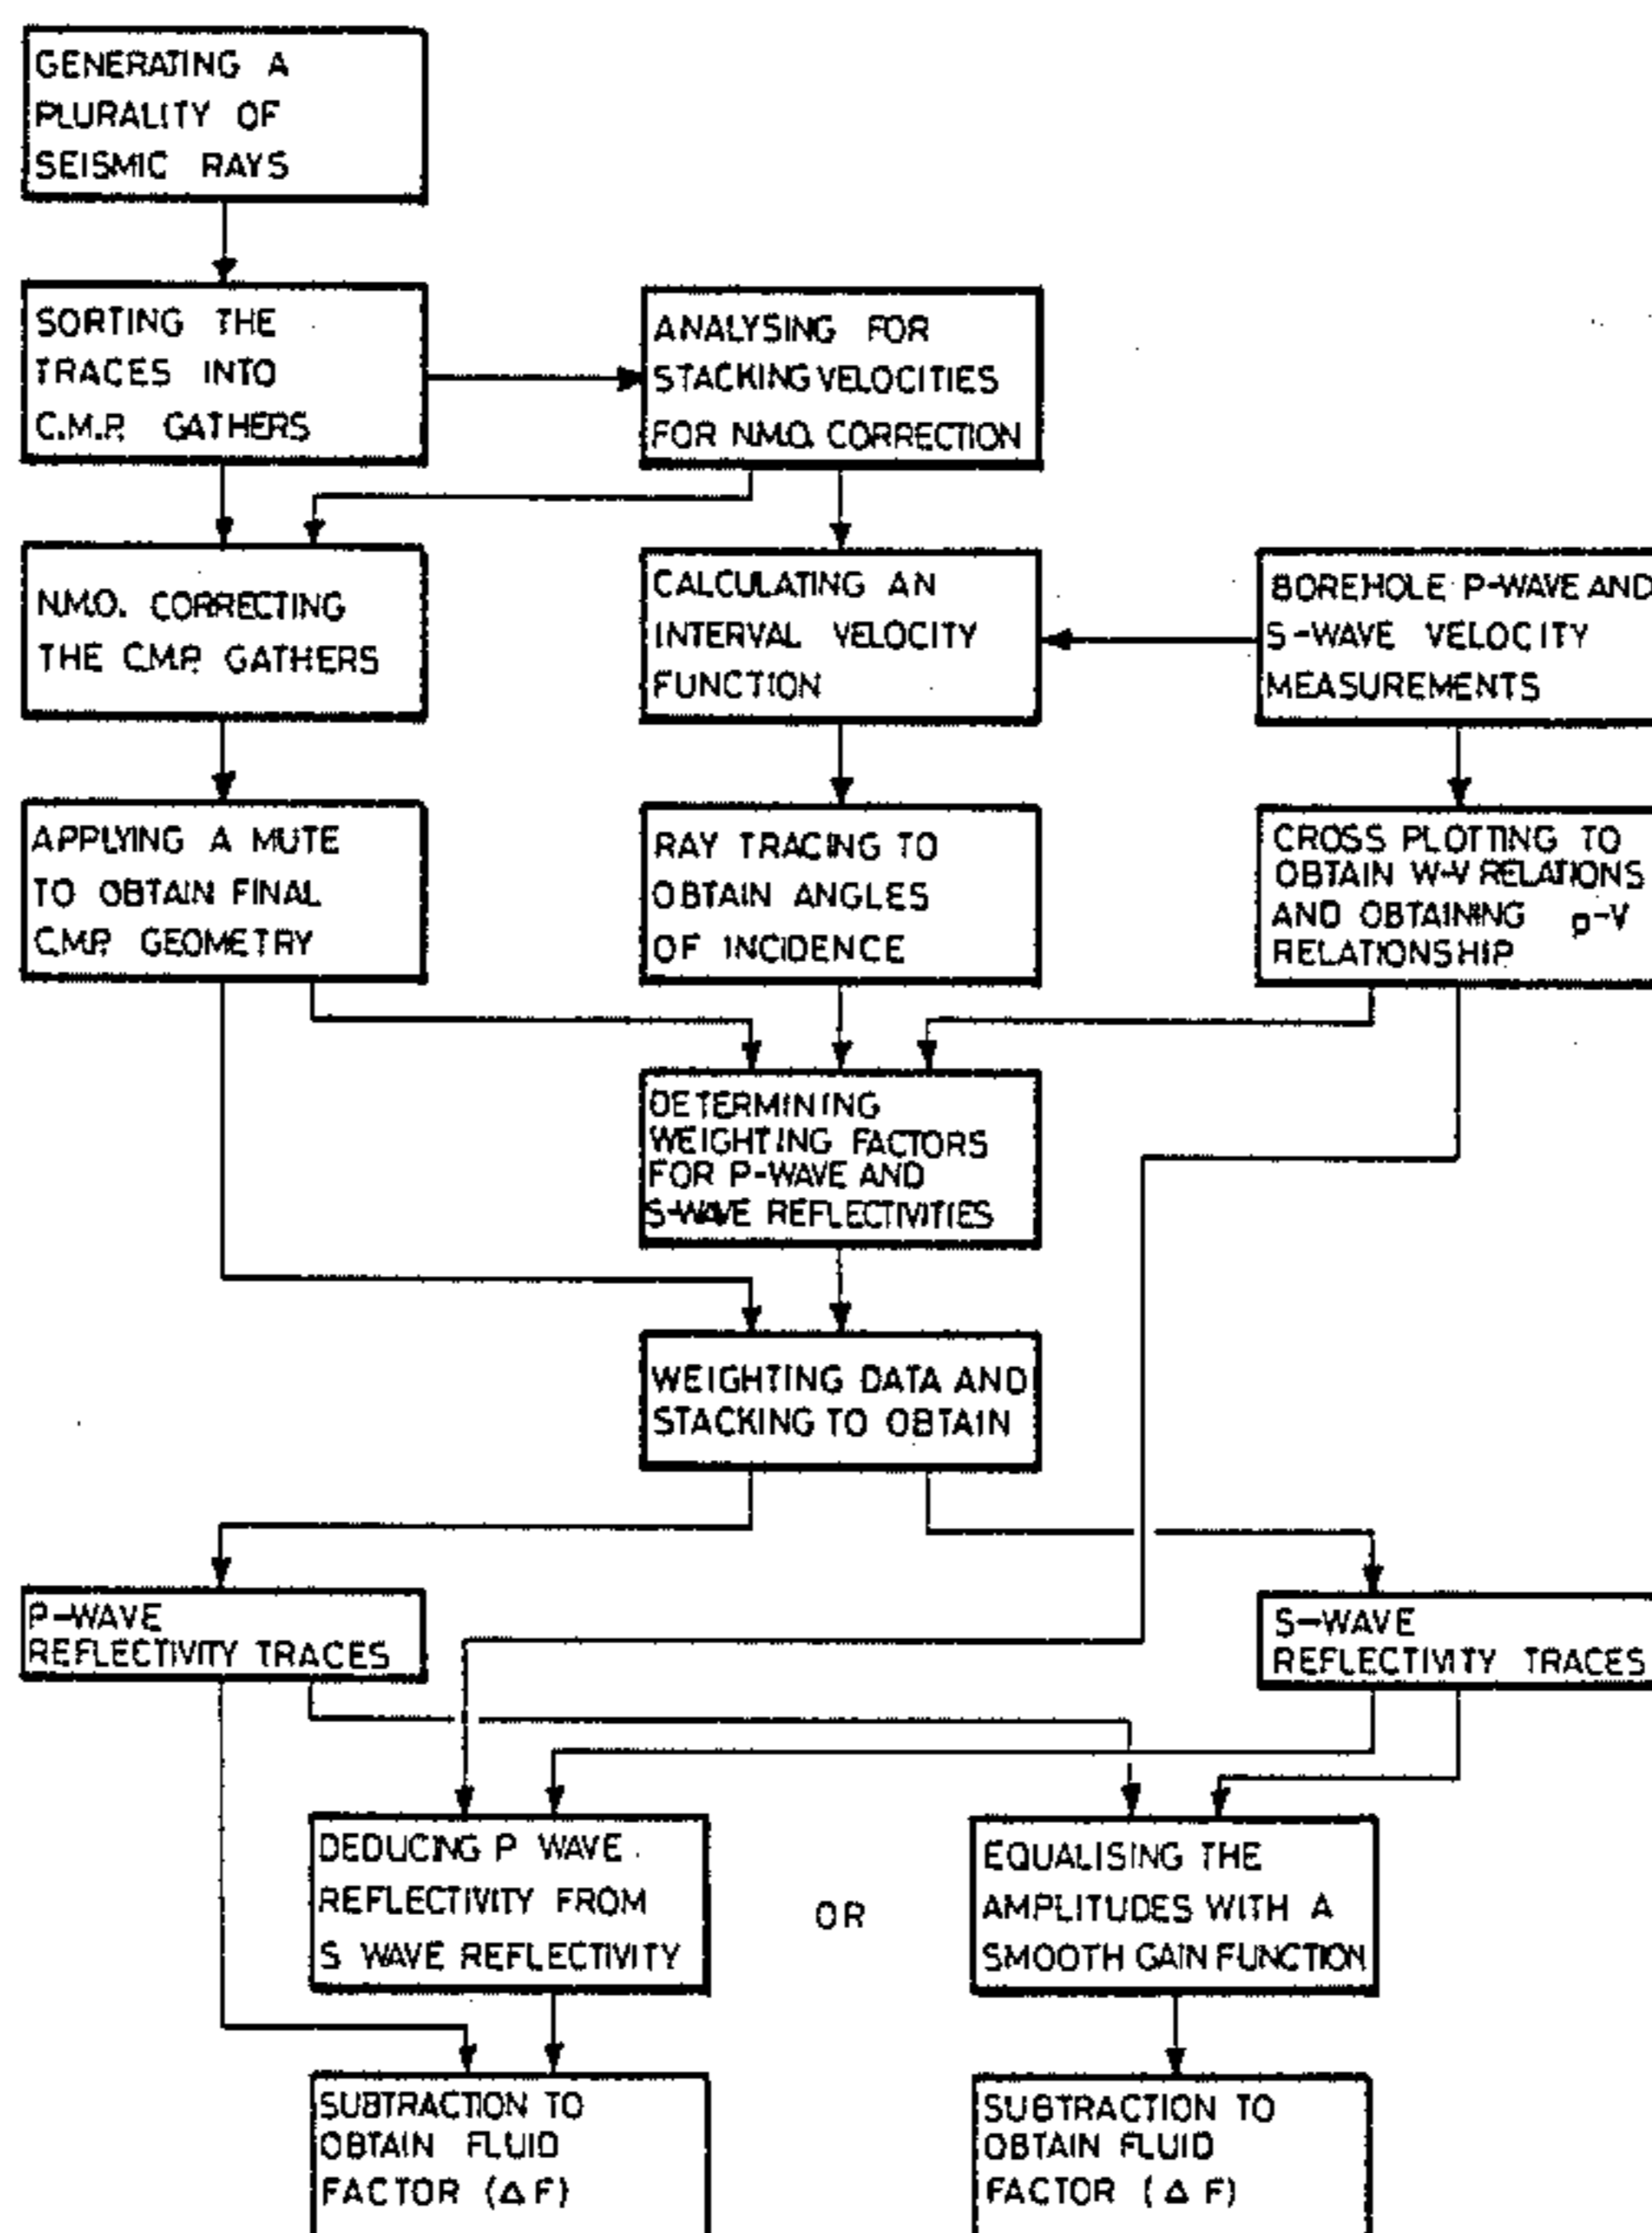 GENERATING A
PLURALITY OF
SEISMIC RAYS
SORTING THE
TRACES INTO
C.M.P. GATHERS
ANALYSING FOR
STACKING VELOCITIES
FOR N.M.O. CORRECTION
N.M.O. CORRECTING
THE C.M.P. GATHERS
CALCULATING AN
INTERVAL VELOCITY
FUNCTION
BOREHOLE P-WAVE AND
S-WAVE VELOCITY
MEASUREMENTS
APPLYING A MUTE
TO OBTAIN FINAL
C.M.P. GEOMETRY
RAY TRACING TO
OBTAIN ANGLES
OF INCIDENCE
CROSS PLOTTING TO
OBTAIN W-V RELATIONS
AND OBTAINING ρ-V
RELATIONSHIP
DETERMINING
WEIGHTING FACTORS
FOR P-WAVE AND
S-WAVE REFLECTIVITIES
WEIGHTING DATA AND
STACKING TO OBTAIN
P-WAVE
REFLECTIVITY TRACES
S-WAVE
REFLECTIVITY TRACES
DEDUCING P WAVE
REFLECTIVITY FROM
S WAVE REFLECTIVITY
OR
EQUALISING THE
AMPLITUDES WITH A
SMOOTH GAIN FUNCTION
SUBTRACTION TO
OBTAIN FLUID
FACTOR (Δ F)
SUBTRACTION TO
OBTAIN FLUID
FACTOR (Δ F)